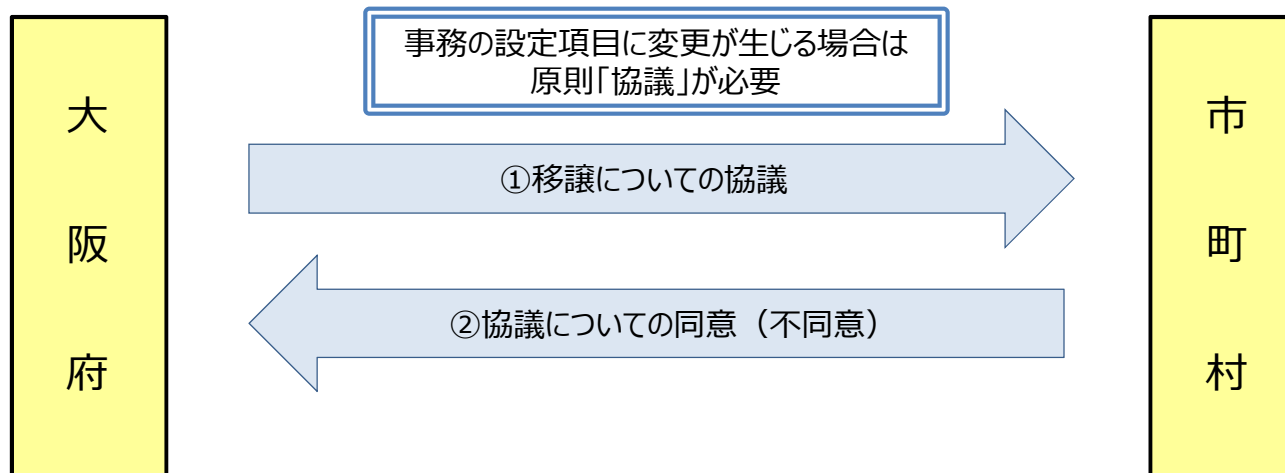 事務の設定項目に変更が生じる場合は
原則「協議」が必要
大阪府
市町村
①移譲についての協議
②協議についての同意（不同意）